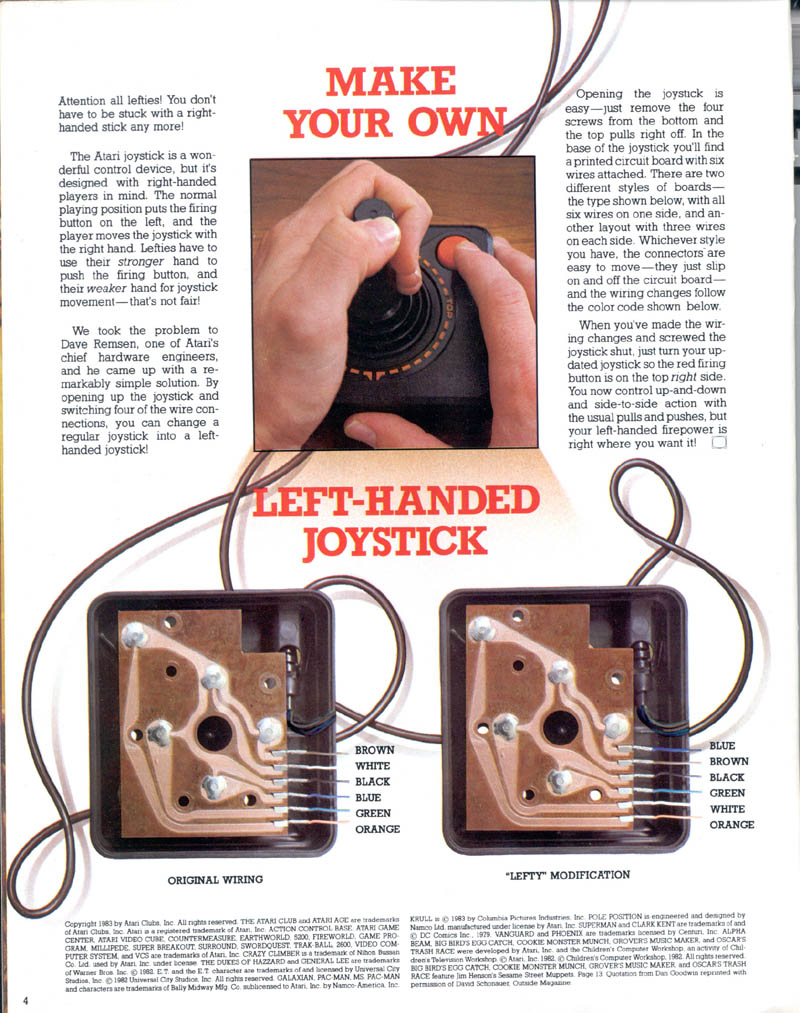 MAKE
YOUR OWN
Attention all lefties! You don't
have to be stuck with a right-
handed stick any more!
The Atari joystick is a won-
derful control device, but it's
designed with right-handed
players in mind. The normal
playing position puts the firing
button on the left, and the
player moves the joystick with
the right hand. Lefties have to
use their stronger hand to
push the firing button, and
their weaker hand for joystick
movement—that's not fair!
We took the problem to
Dave Remsen, one of Atari's
chief hardware engineers,
and he came up with a re-
markably simple solution. By
opening up the joystick and
switching four of the wire con-
nections, you can change a
regular joystick into a left-
handed joystick!
TOP
Opening the joystick is
easy—just remove the four
screws from the bottom and
the top pulls right off. In the
base of the joystick you'll find
a printed circuit board with six
wires attached. There are two
different styles of boards—
the type shown below, with all
six wires on one side, and an-
other layout with three wires
on each side. Whichever style
you have, the connectors are
easy to move—they just slip
on and off the circuit board—
and the wiring changes follow
the color code shown below.
When you've made the wir-
ing changes and screwed the
joystick shut, just turn your up-
dated joystick so the red firing
button is on the top right side.
You now control up-and-down
and side-to-side action with
the usual pulls and pushes, but
your left-handed firepower is
right where you want it!
LEFT-HANDED
JOYSTICK
BROWN
WHITE
BLACK
BLUE
GREEN
ORANGE
ORIGINAL WIRING
BLUE
BROWN
BLACK
GREEN
WHITE
ORANGE
"LEFTY" MODIFICATION
Copyright 1983 by Atari Clubs, Inc. All rights reserved. THE ATARI CLUB and ATARI AGE are trademarks
of Atari Clubs, Inc. Atari is a registered trademark of Atari, Inc. ACTION CONTROL BASE, ATARI GAME
CENTER, ATARI VIDEO CUBE, COUNTERMEASURE, EARTHWORLD, 5200, FIREWORLD, GAME PRO-
GRAM, MILLIPEDE, SUPER BREAKOUT, SURROUND, SWORDQUEST, TRAK-BALL, 2600, VIDEO COM-
PUTER SYSTEM, and VCS are trademarks of Atari, Inc. CRAZY CLIMBER is a trademark of Nihon Bussan
Co. Ltd. used by Atari, Inc. under license. THE DUKES OF HAZZARD and GENERAL LEE are trademarks
of Warner Bros. Inc. © 1982. E.T. and the E.T. character are trademarks of and licensed by Universal City
Studios, Inc. © 1982 Universal City Studios, Inc. All rights reserved. GALAXIAN, PAC-MAN, MS. PAC-MAN
and characters are trademarks of Bally Midway Mfg. Co. sublicensed to Atari, Inc. by Namco-America, Inc.
KRULL is © 1983 by Columbia Pictures Industries, Inc. POLE POSITION is engineered and designed by
Namco Ltd, manufactured under license by Atari, Inc. SUPERMAN and CLARK KENT are trademarks of and
© DC Comics Inc., 1979. VANGUARD and PHOENIX are trademarks licensed by Centuri, Inc. ALPHA
BEAM, BIG BIRD'S EGG CATCH, COOKIE MONSTER MUNCH, GROVER'S MUSIC MAKER, and OSCAR'S
TRASH RACE were developed by Atari, Inc. and the Children's Computer Workshop, an activity of Chil-
dren's Television Workshop. © Atari, Inc. 1982, © Children's Computer Workshop, 1982. All rights reserved.
BIG BIRD'S EGG CATCH, COOKIE MONSTER MUNCH, GROVER'S MUSIC MAKER, and OSCAR'S TRASH
RACE feature Jim Henson's Sesame Street Muppets. Page 13: Quotation from Dan Goodwin reprinted with
permission of David Schonauer, Outside Magazine.
4